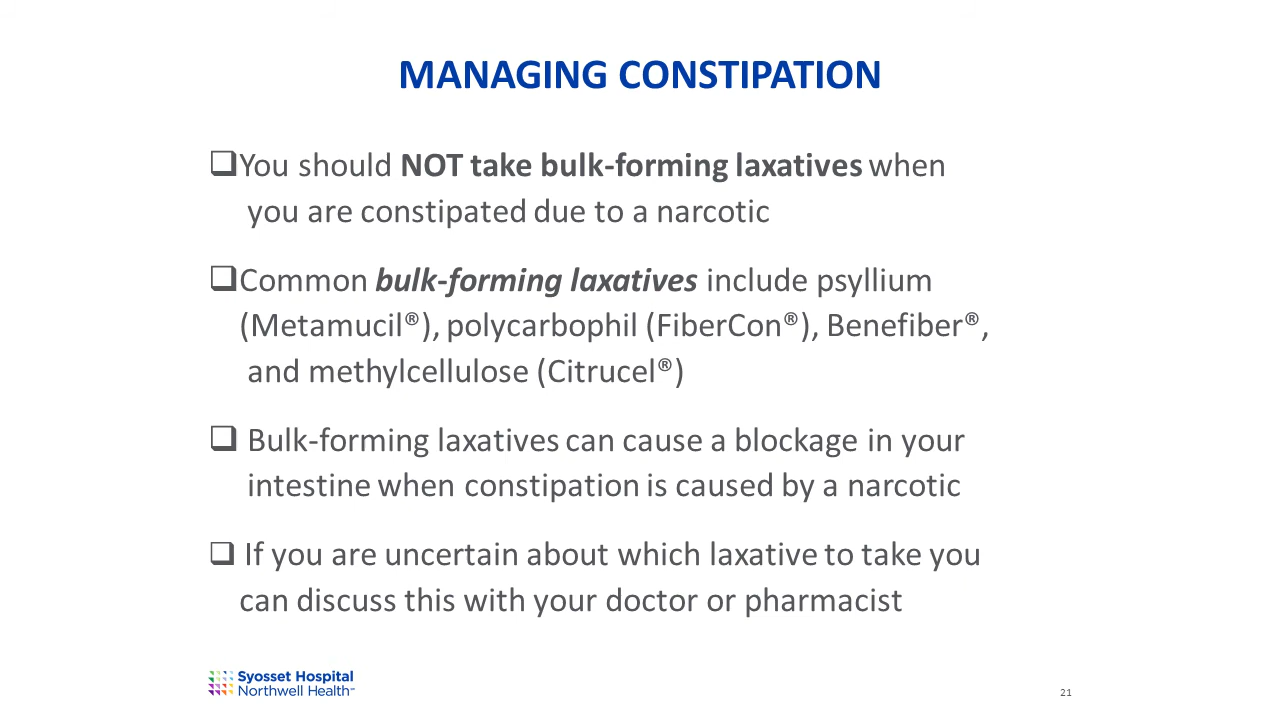 MANAGING CONSTIPATION
❑You should NOT take bulk-forming laxatives when
you are constipated due to a narcotic
❑Common bulk-forming laxatives include psyllium
(Metamucil®), polycarbophil (FiberCon®), Benefiber®,
and methylcellulose (Citrucel®)
❑ Bulk-forming laxatives can cause a blockage in your
intestine when constipation is caused by a narcotic
❑ If you are uncertain about which laxative to take you
can discuss this with your doctor or pharmacist
Syosset Hospital
Northwell Health℠
21